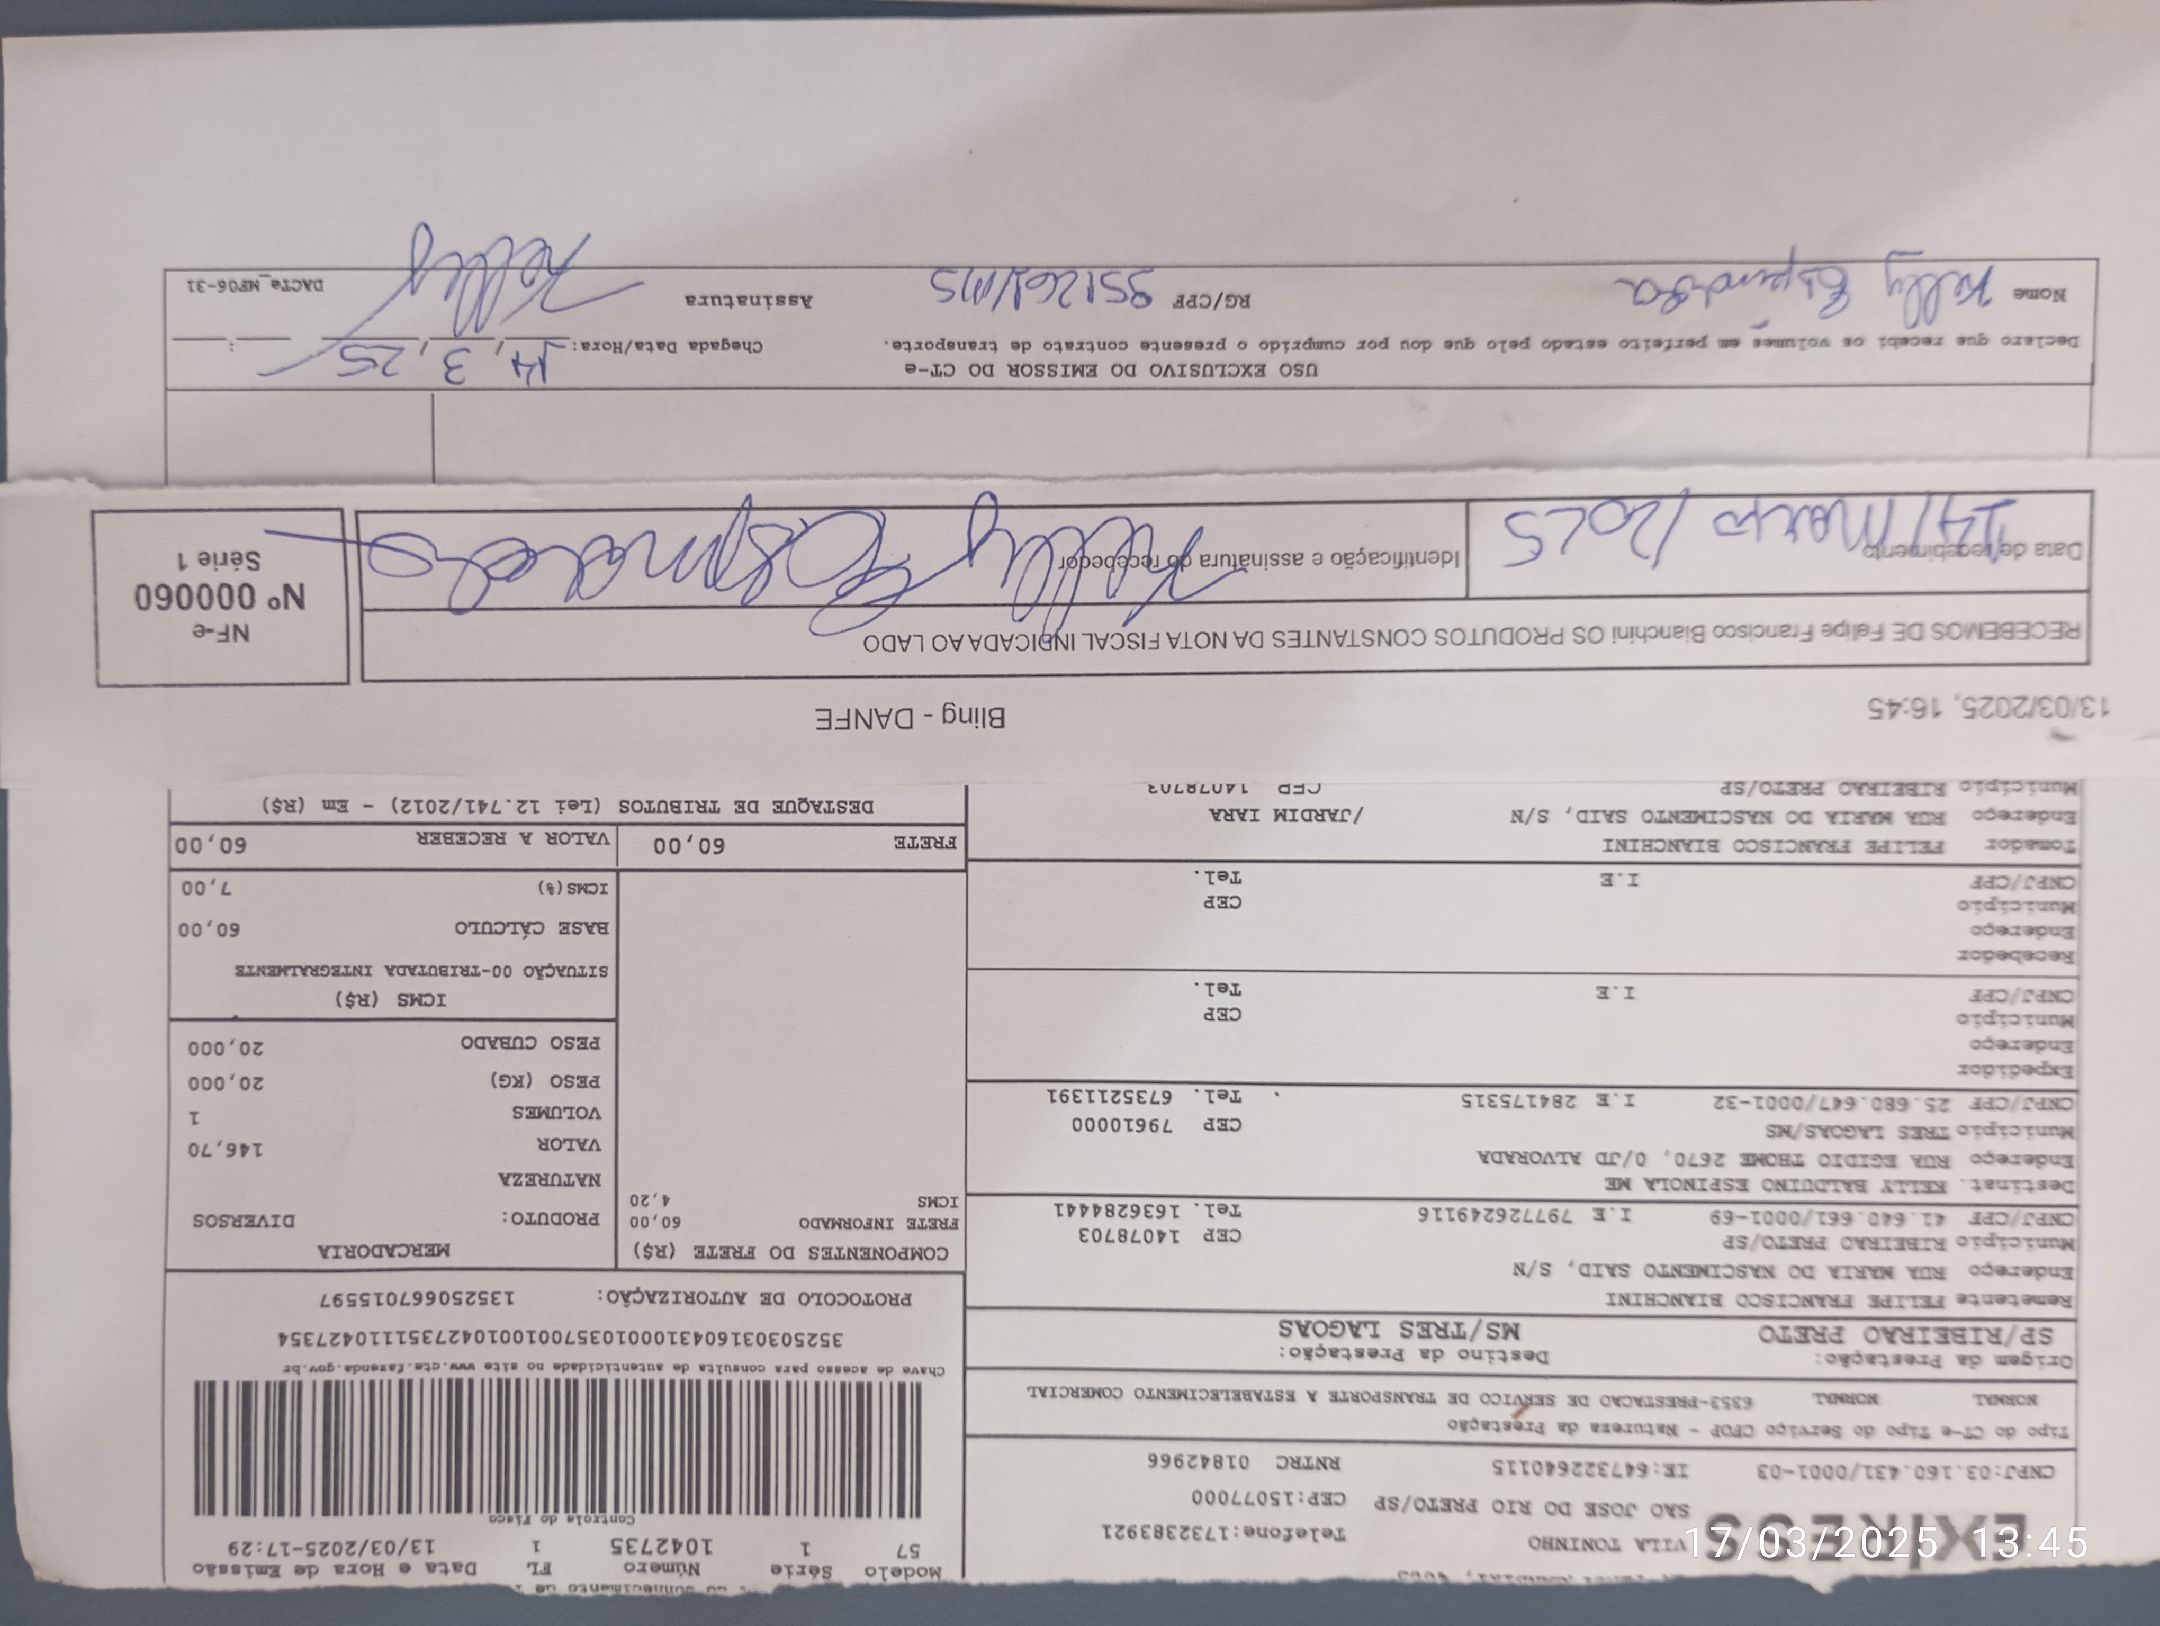 EXPRESS
VILA TONINHO Telefone:1732383921
SAO JOSE DO RIO PRETO/SP CEP:15077000
CNPJ:03.160.431/0001-03 IE:647322640115 RNTRC 01842966
Modelo Série Número FL Data e Hora de Emissão
57 1 1042735 1 13/03/2025-17:29
Controle do Fisco
Chave de acesso para consulta de autenticidade no site www.cte.fazenda.gov.br
352503031604310001035700100104273511110427354
PROTOCOLO DE AUTORIZAÇÃO: 135250667015597
Tipo do CT-e Tipo do Serviço CFOP - Natureza da Prestação
NORMAL NORMAL 6353-PRESTACAO DE SERVICO DE TRANSPORTE A ESTABELECIMENTO COMERCIAL
Origem da Prestação: Destino da Prestação:
SP/RIBEIRAO PRETO MS/TRES LAGOAS
Remetente FELIPE FRANCISCO BIANCHINI
Endereço RUA MARIA DO NASCIMENTO SAID, S/N
Município RIBEIRAO PRETO/SP CEP 14078703
CNPJ/CPF 41.640.661/0001-69 I.E 797726249116 Tel. 1636284441
Destinat. KELLY BALDUINO ESPINOLA ME
Endereço RUA EGIDIO THOME 2670, 0/JD ALVORADA
Município TRES LAGOAS/MS CEP 79610000
CNPJ/CPF 25.680.647/0001-32 I.E 284175315 Tel. 6735211391
Expedidor
Endereço
Município CEP
CNPJ/CPF I.E Tel.
Recebedor
Endereço
Município CEP
CNPJ/CPF I.E Tel.
Tomador FELIPE FRANCISCO BIANCHINI
Endereço RUA MARIA DO NASCIMENTO SAID, S/N /JARDIM IARA
Município RIBEIRAO PRETO/SP CEP 14078703
COMPONENTES DO FRETE (R$)
FRETE INFORMADO 60,00
ICMS 4,20
MERCADORIA
PRODUTO: DIVERSOS
NATUREZA
VALOR 146,70
VOLUMES 1
PESO (KG) 20,000
PESO CUBADO 20,000
ICMS (R$)
SITUAÇÃO 00-TRIBUTADA INTEGRALMENTE
BASE CÁLCULO 60,00
ICMS(%) 7,00
FRETE 60,00 VALOR A RECEBER 60,00
DESTAQUE DE TRIBUTOS (Lei 12.741/2012) - Em (R$)
13/03/2025, 16:45 Bling - DANFE
RECEBEMOS DE Felipe Francisco Bianchini OS PRODUTOS CONSTANTES DA NOTA FISCAL INDICADA AO LADO
Data de recebimento Identificação e assinatura do recebedor
14/Março/2025 Kelly Espindola
NF-e
Nº 000060
Série 1
USO EXCLUSIVO DO EMISSOR DO CT-e
Declaro que recebi os volumes em perfeito estado pelo que dou por cumprido o presente contrato de transporte.
Chegada Data/Hora: 14, 3, 25
Nome Kelly Espindola RG/CPF Assinatura Kelly
DACTe_MF06-31
17/03/2025 13:45